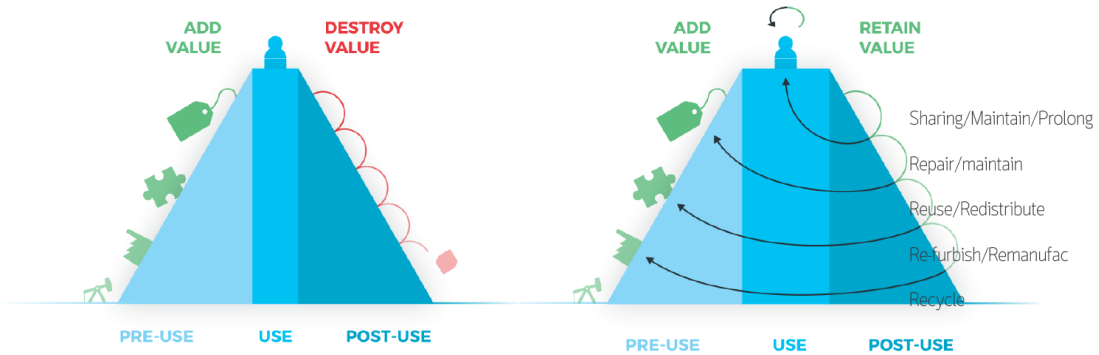 ADD
VALUE
DESTROY
VALUE
PRE-USE
USE
POST-USE
ADD
VALUE
RETAIN
VALUE
Sharing/Maintain/Prolong
Repair/maintain
Reuse/Redistribute
Re-furbish/Remanufac
Recycle
PRE-USE
USE
POST-USE